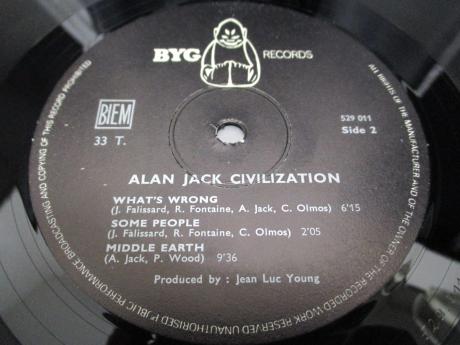 BYG RECORDS
BIEM
33 T.
529 011
Side 2
ALAN JACK CIVILIZATION
WHAT'S WRONG
(J. Falissard, R. Fontaine, A. Jack, C. Olmos) 6'15
SOME PEOPLE
(J. Falissard, R. Fontaine, C. Olmos) 2'05
MIDDLE EARTH
(A. Jack, P. Wood) 9'36
Produced by : Jean Luc Young
ALL RIGHTS OF THE MANUFACTURER AND OF THE OWNER OF THE RECORDED WORK RESERVED UNAUTHORISED PUBLIC PERFORMANCE BROADCASTING AND COPYING OF THIS RECORD PROHIBITED